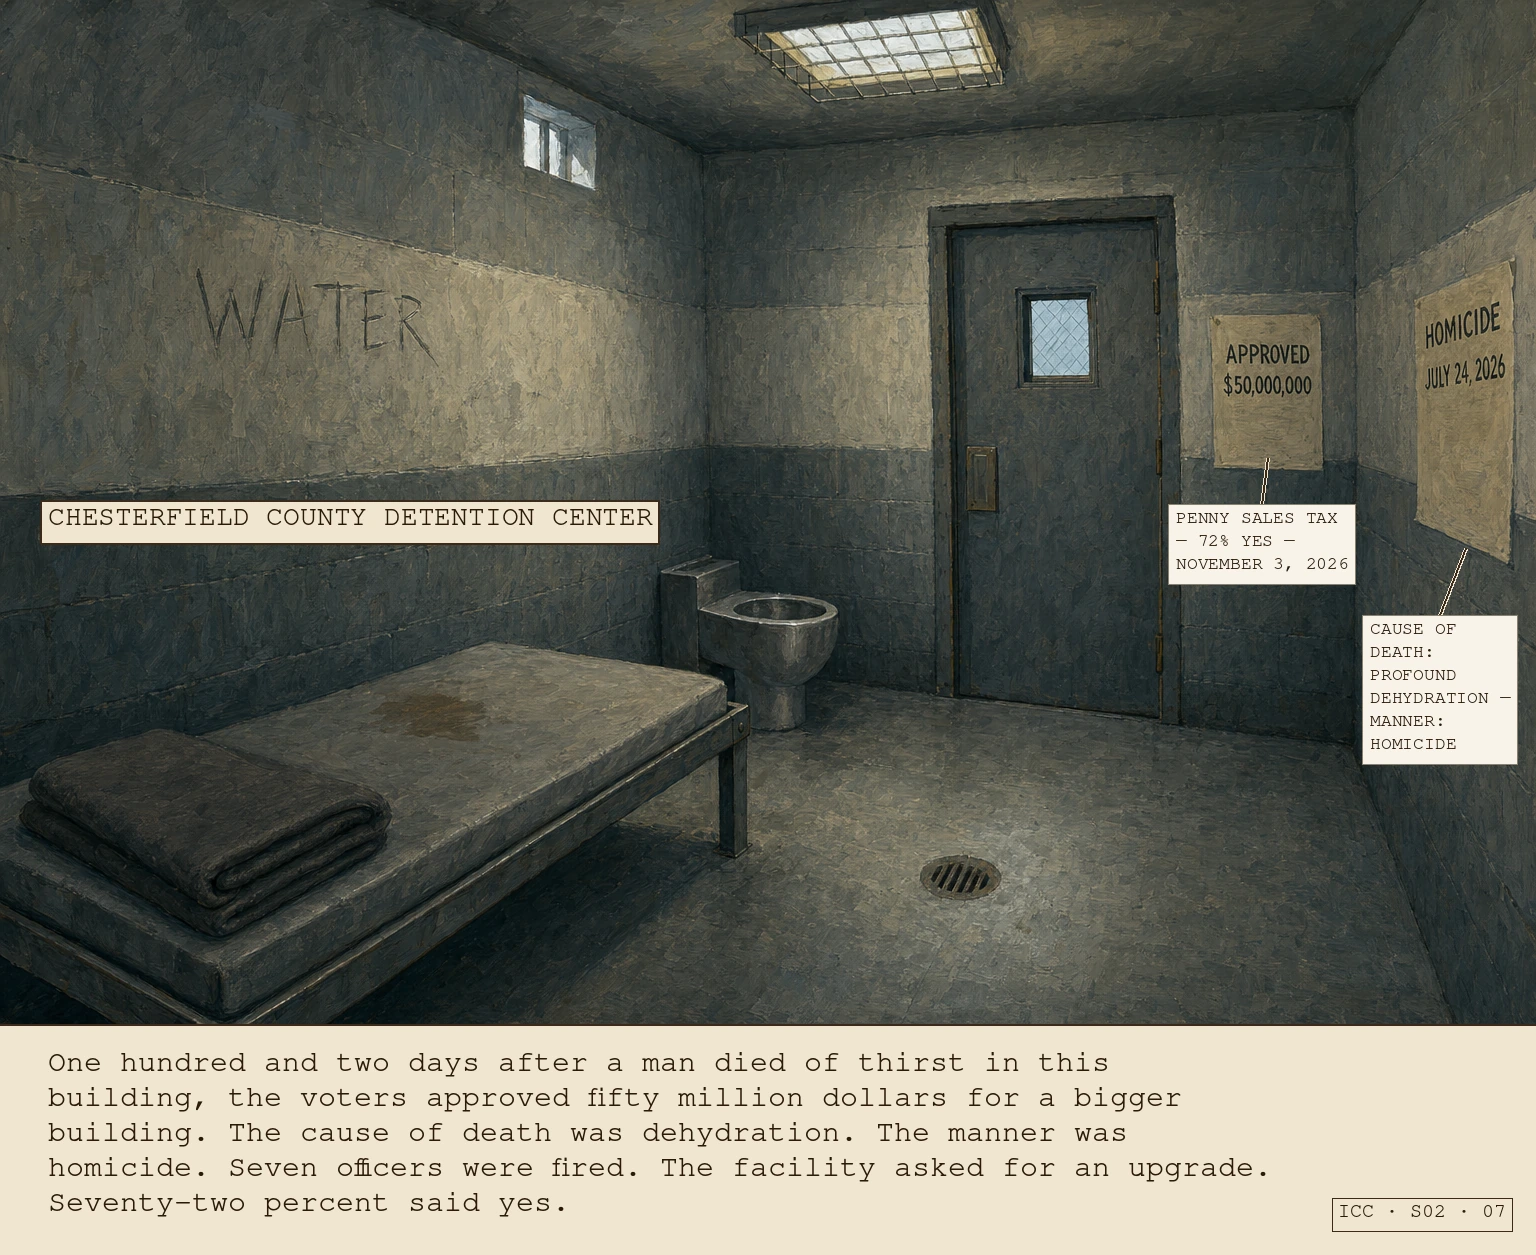 WATER
APPROVED
$50,000,000
HOMICIDE
JULY 24, 2026
CHESTERFIELD COUNTY DETENTION CENTER
PENNY SALES TAX
— 72% YES —
NOVEMBER 3, 2026
CAUSE OF
DEATH:
PROFOUND
DEHYDRATION —
MANNER:
HOMICIDE
One hundred and two days after a man died of thirst in this
building, the voters approved fifty million dollars for a bigger
building. The cause of death was dehydration. The manner was
homicide. Seven officers were fired. The facility asked for an upgrade.
Seventy-two percent said yes.
ICC · S02 · 07